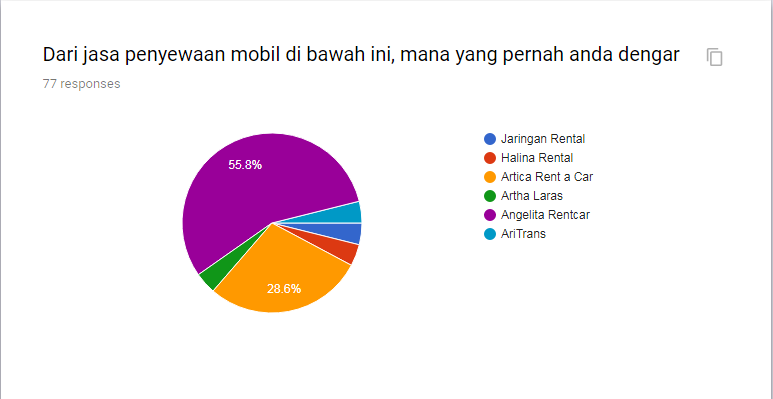 Dari jasa penyewaan mobil di bawah ini, mana yang pernah anda dengar
77 responses
55.8%
28.6%
Jaringan Rental
Halina Rental
Artica Rent a Car
Artha Laras
Angelita Rentcar
AriTrans